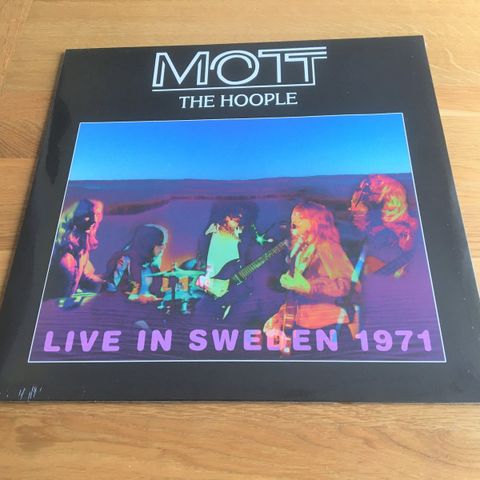 MOTT
THE HOOPLE
LIVE IN SWEDEN 1971